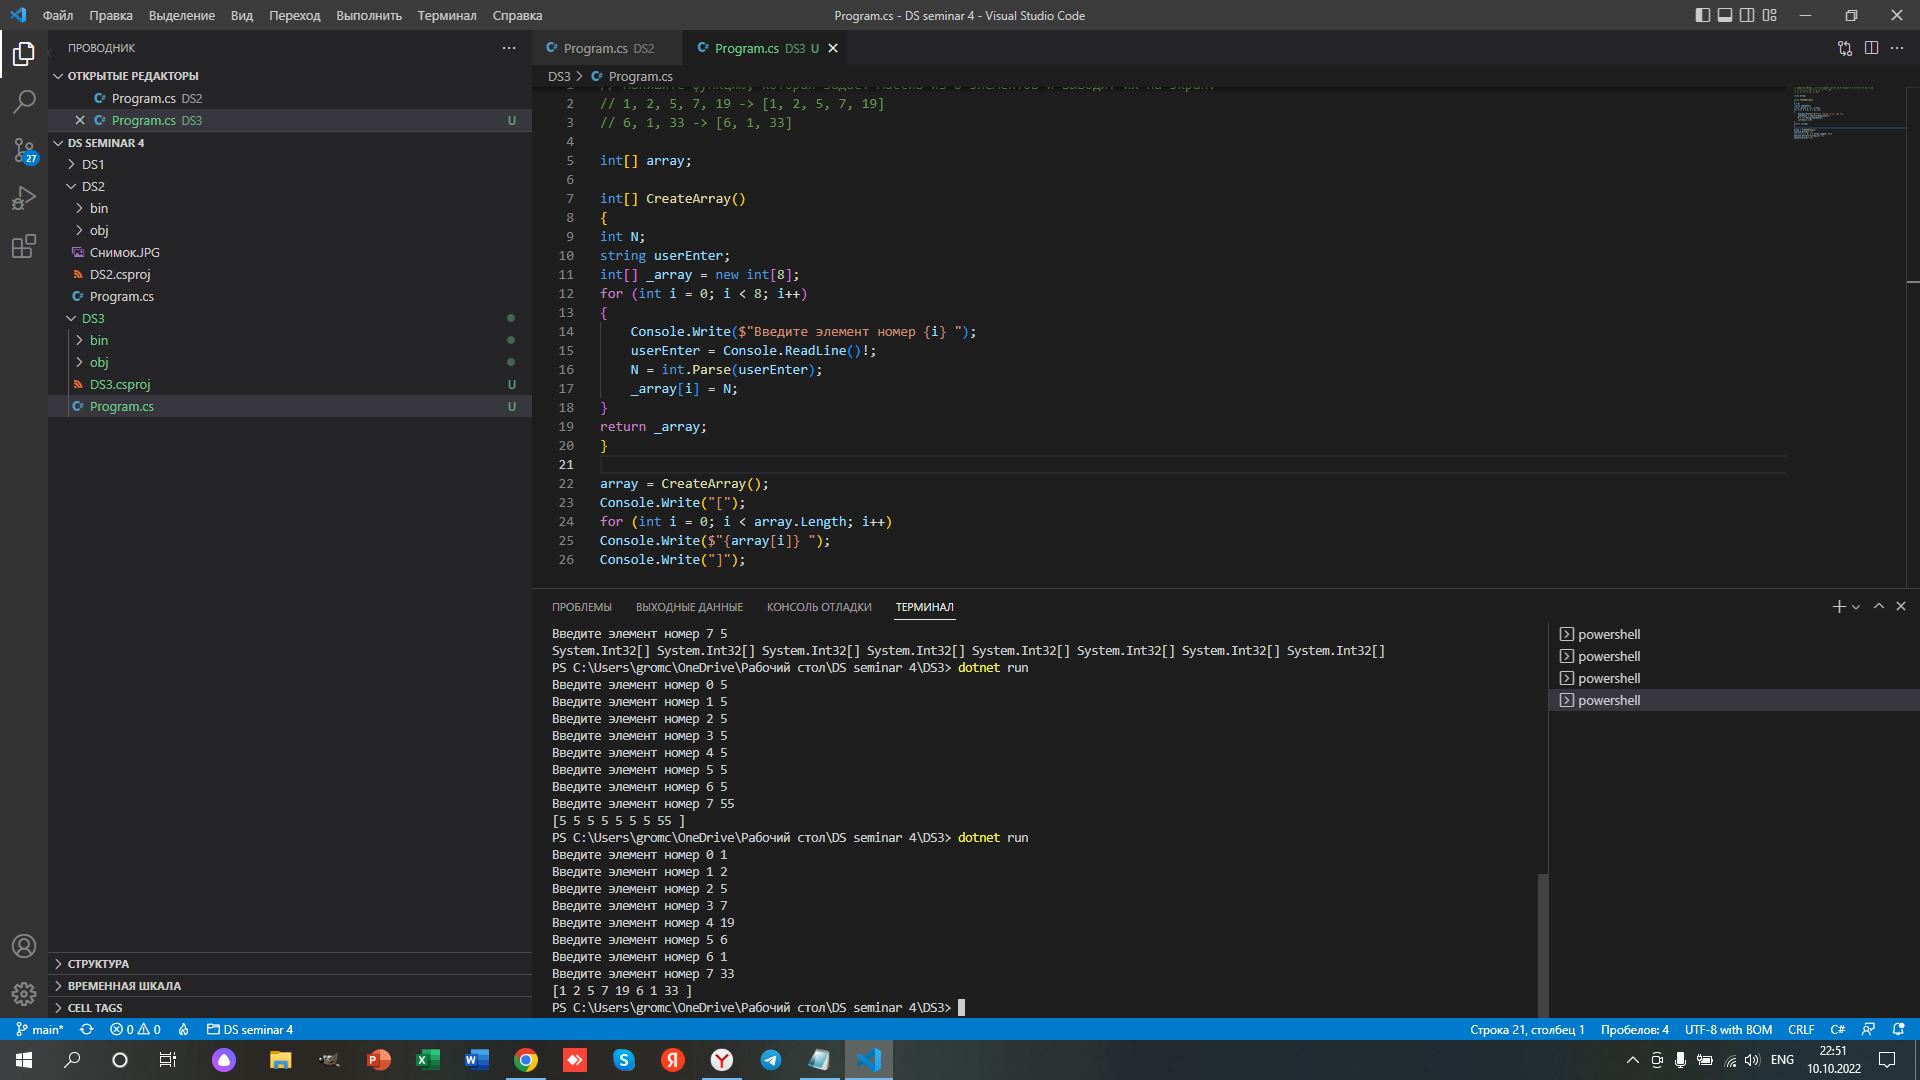 Файл Правка Выделение Вид Переход Выполнить Терминал Справка
Program.cs - DS seminar 4 - Visual Studio Code
ПРОВОДНИК
ОТКРЫТЫЕ РЕДАКТОРЫ
Program.cs DS2
Program.cs DS3 U
DS SEMINAR 4
DS1
DS2
bin
obj
Снимок.JPG
DS2.csproj
Program.cs
DS3
bin
obj
DS3.csproj U
Program.cs U
СТРУКТУРА
ВРЕМЕННАЯ ШКАЛА
CELL TAGS
27
Program.cs DS2
Program.cs DS3 U
DS3 > Program.cs
2 // 1, 2, 5, 7, 19 -> [1, 2, 5, 7, 19]
3 // 6, 1, 33 -> [6, 1, 33]
4
5 int[] array;
6
7 int[] CreateArray()
8 {
9 int N;
10 string userEnter;
11 int[] _array = new int[8];
12 for (int i = 0; i < 8; i++)
13 {
14 Console.Write($"Введите элемент номер {i} ");
15 userEnter = Console.ReadLine()!;
16 N = int.Parse(userEnter);
17 _array[i] = N;
18 }
19 return _array;
20 }
21
22 array = CreateArray();
23 Console.Write("[");
24 for (int i = 0; i < array.Length; i++)
25 Console.Write($"{array[i]} ");
26 Console.Write("]");
ПРОБЛЕМЫ ВЫХОДНЫЕ ДАННЫЕ КОНСОЛЬ ОТЛАДКИ ТЕРМИНАЛ
Введите элемент номер 7 5
System.Int32[] System.Int32[] System.Int32[] System.Int32[] System.Int32[] System.Int32[] System.Int32[] System.Int32[]
PS C:\Users\gromc\OneDrive\Рабочий стол\DS seminar 4\DS3> dotnet run
Введите элемент номер 0 5
Введите элемент номер 1 5
Введите элемент номер 2 5
Введите элемент номер 3 5
Введите элемент номер 4 5
Введите элемент номер 5 5
Введите элемент номер 6 5
Введите элемент номер 7 55
[5 5 5 5 5 5 5 55 ]
PS C:\Users\gromc\OneDrive\Рабочий стол\DS seminar 4\DS3> dotnet run
Введите элемент номер 0 1
Введите элемент номер 1 2
Введите элемент номер 2 5
Введите элемент номер 3 7
Введите элемент номер 4 19
Введите элемент номер 5 6
Введите элемент номер 6 1
Введите элемент номер 7 33
[1 2 5 7 19 6 1 33 ]
PS C:\Users\gromc\OneDrive\Рабочий стол\DS seminar 4\DS3>
powershell
powershell
powershell
powershell
main* 0 0 DS seminar 4
Строка 21, столбец 1 Пробелов: 4 UTF-8 with BOM CRLF C#
ENG
22:51
10.10.2022